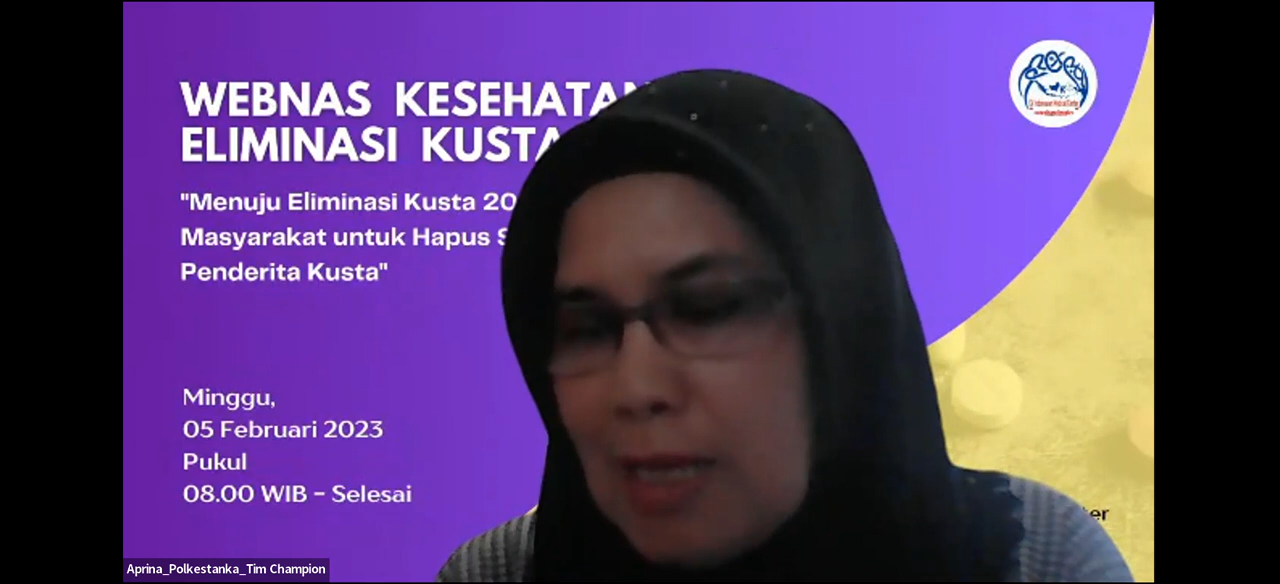 WEBNAS KESEHATAN
ELIMINASI KUSTA
"Menuju Eliminasi Kusta 20
Masyarakat untuk Hapus S
Penderita Kusta"
Minggu,
05 Februari 2023
Pukul
08.00 WIB - Selesai
Aprina_Polkestanka_Tim Champion